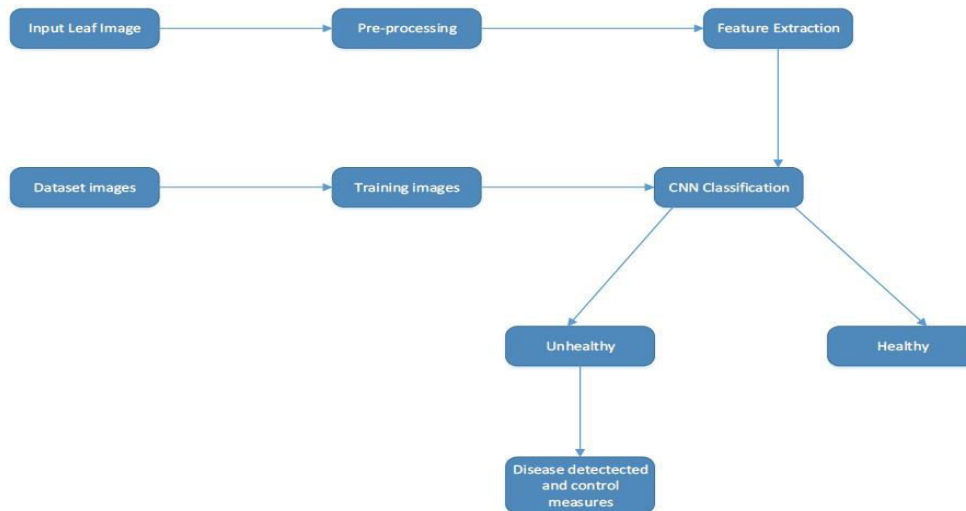 Input Leaf Image
Pre-processing
Feature Extraction
Dataset images
Training images
CNN Classification
Unhealthy
Healthy
Disease detectected
and control
measures